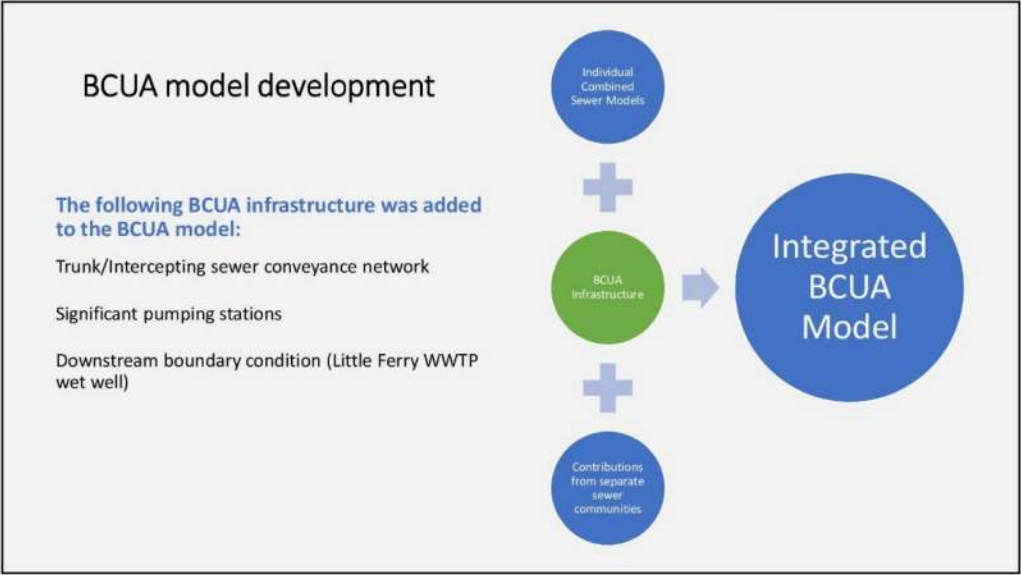 BCUA model development
The following BCUA infrastructure was added
to the BCUA model:
Trunk/Intercepting sewer conveyance network
Significant pumping stations
Downstream boundary condition (Little Ferry WWTP
wet well)
Individual
Combined
Sewer Models
BCUA
Infrastructure
Contributions
from separate
sewer
communities
Integrated
BCUA
Model